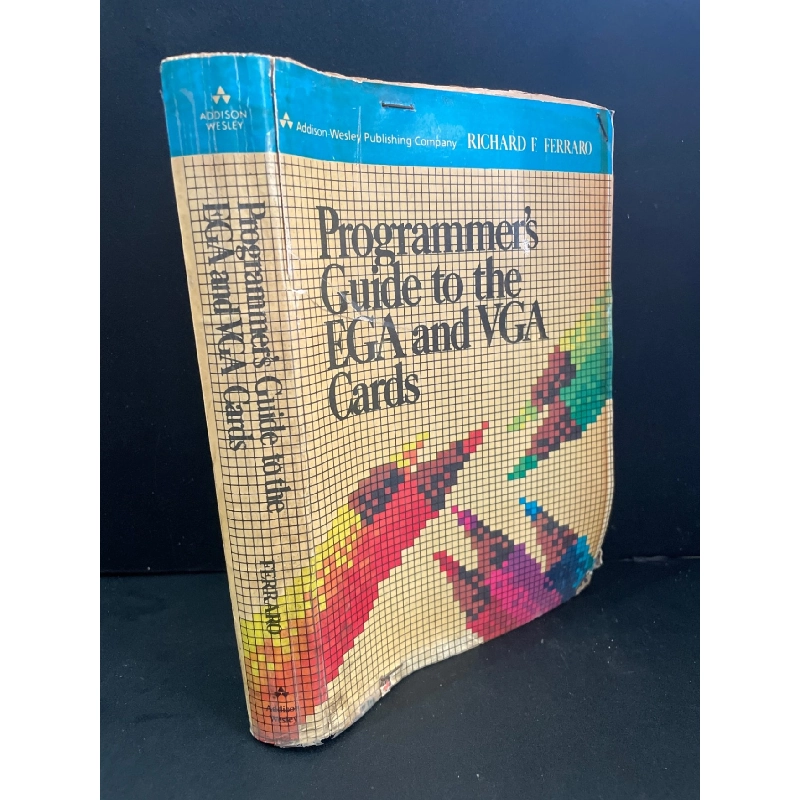 ADDISON
WESLEY
Programmer's Guide to the
EGA and VGA Cards
FERRARO
Addison
Wesley
Addison-Wesley Publishing Company
RICHARD F. FERRARO
Programmer's
Guide to the
EGA and VGA
Cards